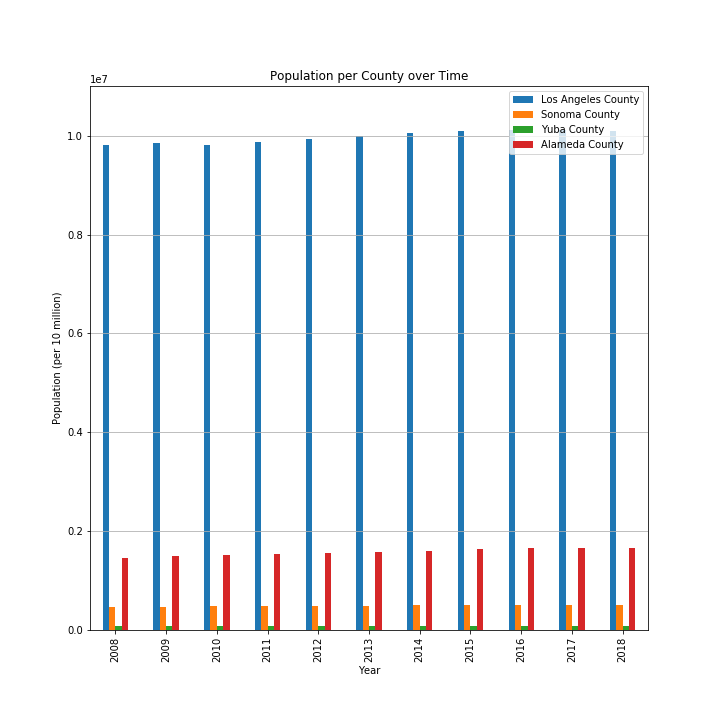 Population per County over Time
1e7
Los Angeles County
Sonoma County
Yuba County
Alameda County
1.0
0.8
0.6
0.4
0.2
0.0
Population (per 10 million)
2008
2009
2010
2011
2012
2013
2014
2015
2016
2017
2018
Year